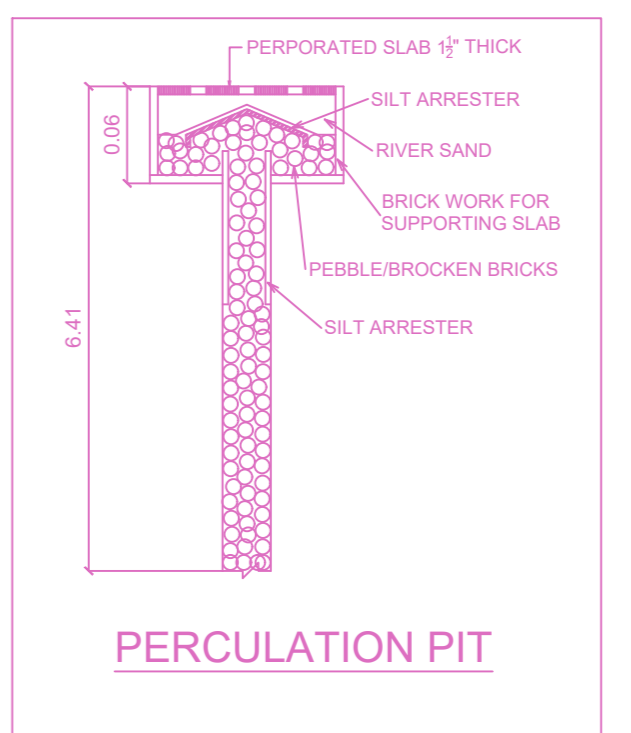 PERPORATED SLAB 1½" THICK
SILT ARRESTER
0.06
RIVER SAND
BRICK WORK FOR
SUPPORTING SLAB
PEBBLE/BROCKEN BRICKS
6.41
SILT ARRESTER
PERCULATION PIT